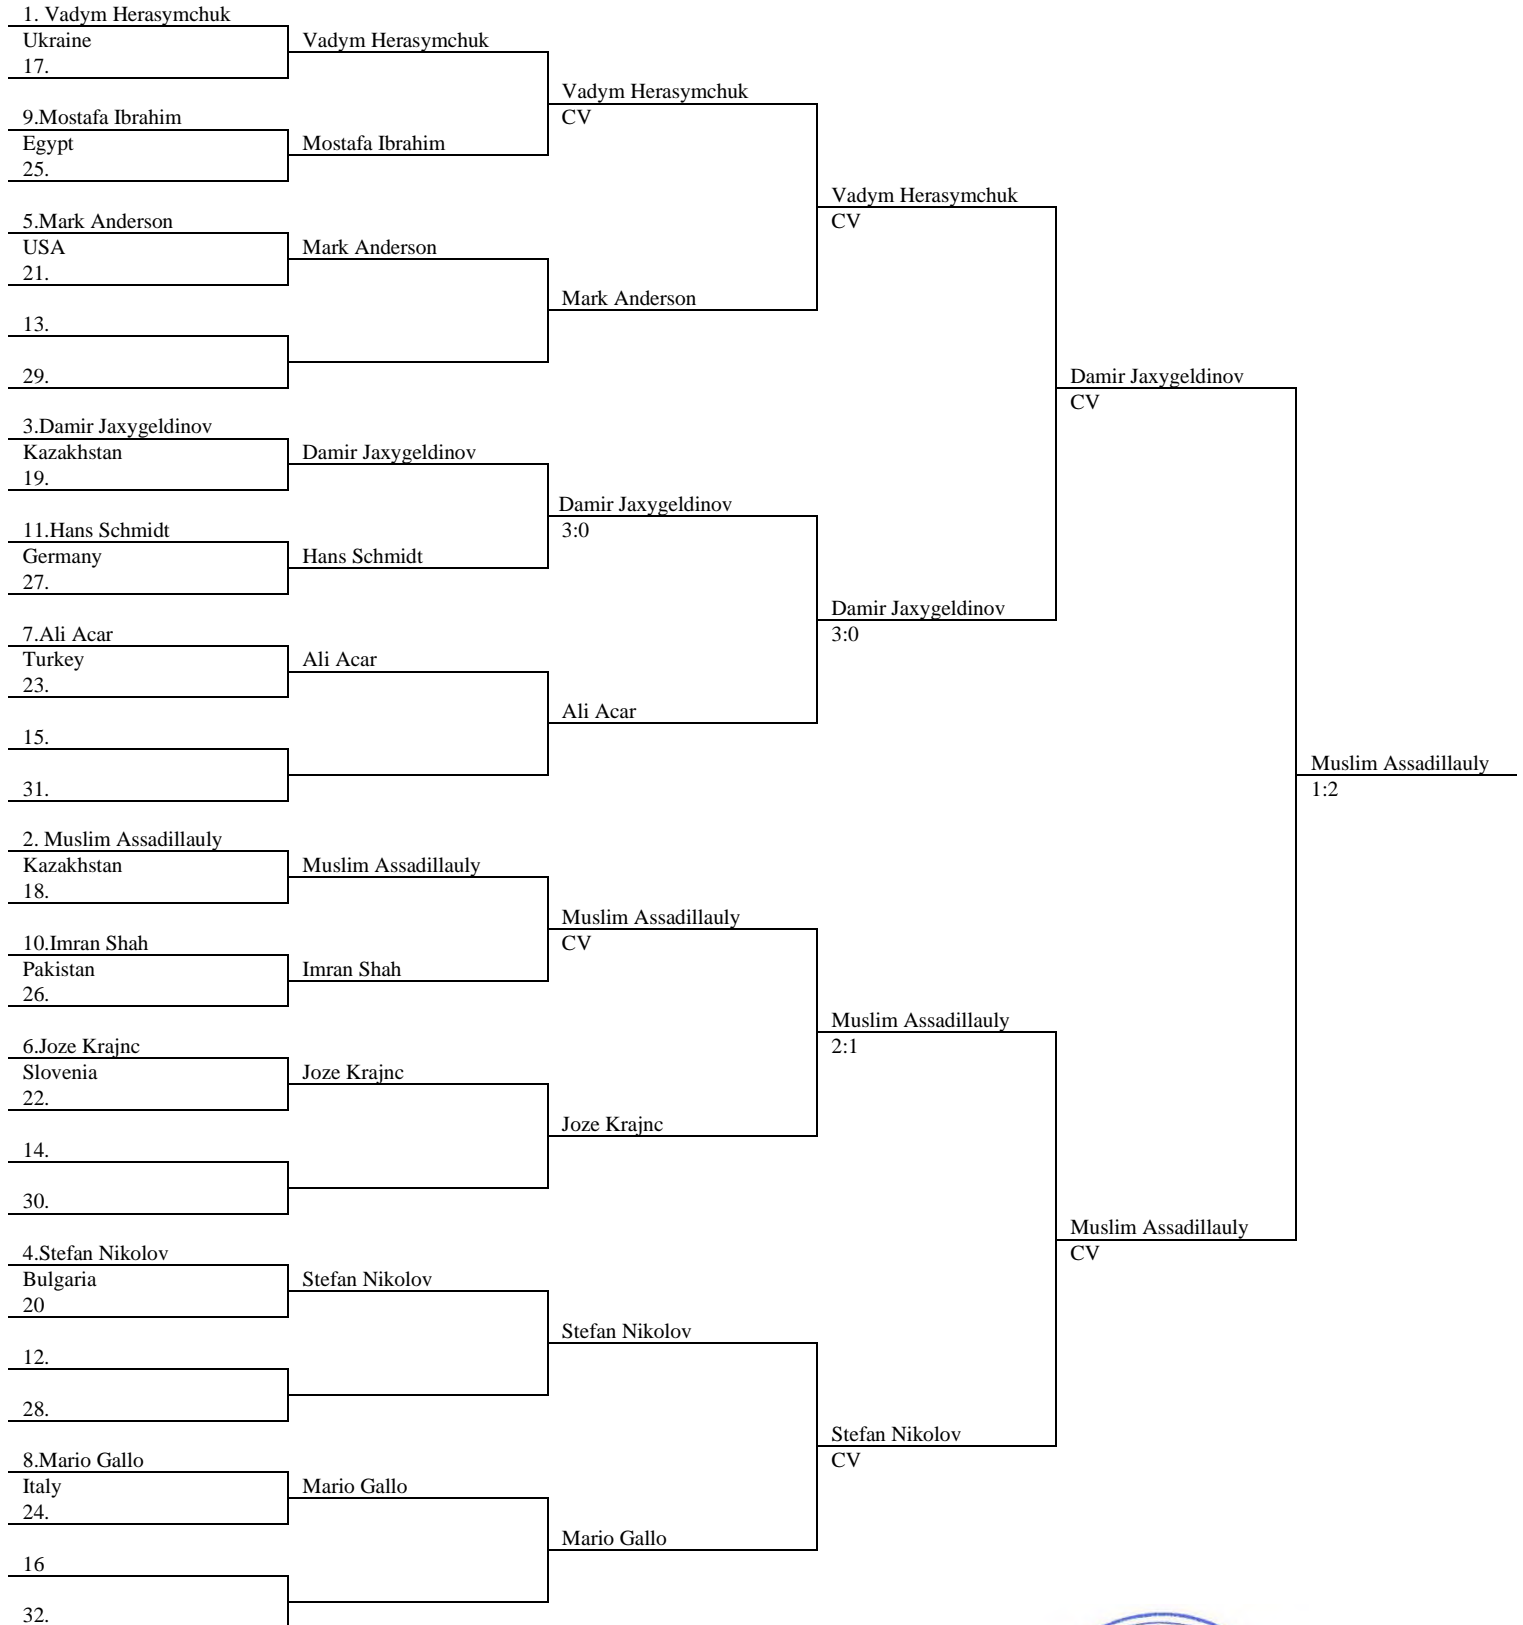 1. Vadym Herasymchuk
Ukraine
17.
9.Mostafa Ibrahim
Egypt
25.
5.Mark Anderson
USA
21.
13.
29.
3.Damir Jaxygeldinov
Kazakhstan
19.
11.Hans Schmidt
Germany
27.
7.Ali Acar
Turkey
23.
15.
31.
2. Muslim Assadillauly
Kazakhstan
18.
10.Imran Shah
Pakistan
26.
6.Joze Krajnc
Slovenia
22.
14.
30.
4.Stefan Nikolov
Bulgaria
20
12.
28.
8.Mario Gallo
Italy
24.
16
32.
Vadym Herasymchuk
Mostafa Ibrahim
Mark Anderson
Damir Jaxygeldinov
Hans Schmidt
Ali Acar
Muslim Assadillauly
Imran Shah
Joze Krajnc
Stefan Nikolov
Mario Gallo
Vadym Herasymchuk
CV
Mark Anderson
Damir Jaxygeldinov
3:0
Ali Acar
Muslim Assadillauly
CV
Joze Krajnc
Stefan Nikolov
Mario Gallo
Vadym Herasymchuk
CV
Damir Jaxygeldinov
3:0
Muslim Assadillauly
2:1
Stefan Nikolov
CV
Damir Jaxygeldinov
CV
Muslim Assadillauly
CV
Muslim Assadillauly
1:2